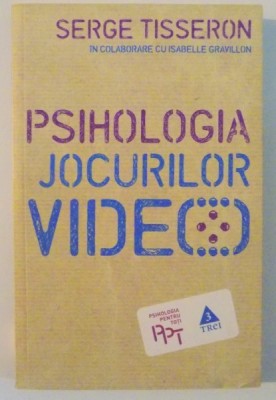 SERGE TISSERON
ÎN COLABORARE CU ISABELLE GRAVILLON
PSIHOLOGIA
JOCURILOR
VIDEO
PSIHOLOGIA
PENTRU
TOȚI
PPT
3
TREI